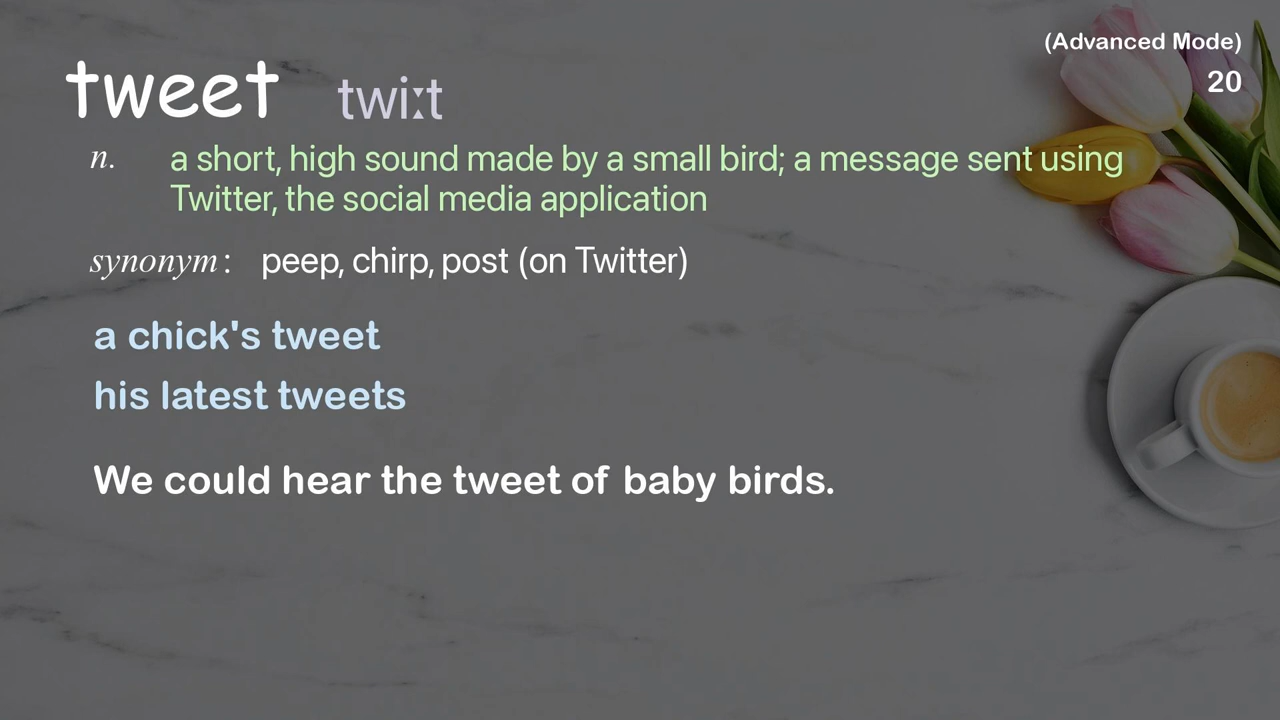 (Advanced Mode)
20
tweet twi:t
n. a short, high sound made by a small bird; a message sent using
Twitter, the social media application
synonym: peep, chirp, post (on Twitter)
a chick's tweet
his latest tweets
We could hear the tweet of baby birds.